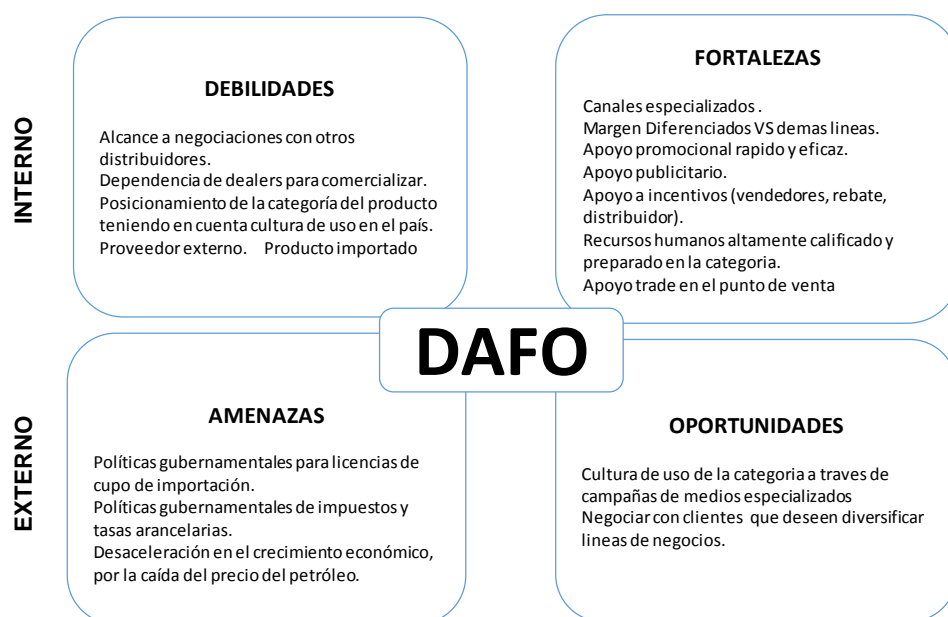 INTERNO
DEBILIDADES
Alcance a negociaciones con otros
distribuidores.
Dependencia de dealers para comercializar.
Posicionamiento de la categoría del producto
teniendo en cuenta cultura de uso en el país.
Proveedor externo. Producto importado
FORTALEZAS
Canales especializados .
Margen Diferenciados VS demas lineas.
Apoyo promocional rapido y eficaz.
Apoyo publicitario.
Apoyo a incentivos (vendedores, rebate,
distribuidor).
Recursos humanos altamente calificado y
preparado en la categoria.
Apoyo trade en el punto de venta
DAFO
EXTERNO
AMENAZAS
Políticas gubernamentales para licencias de
cupo de importación.
Políticas gubernamentales de impuestos y
tasas arancelarias.
Desaceleración en el crecimiento económico,
por la caída del precio del petróleo.
OPORTUNIDADES
Cultura de uso de la categoria a traves de
campañas de medios especializados
Negociar con clientes que deseen diversificar
lineas de negocios.